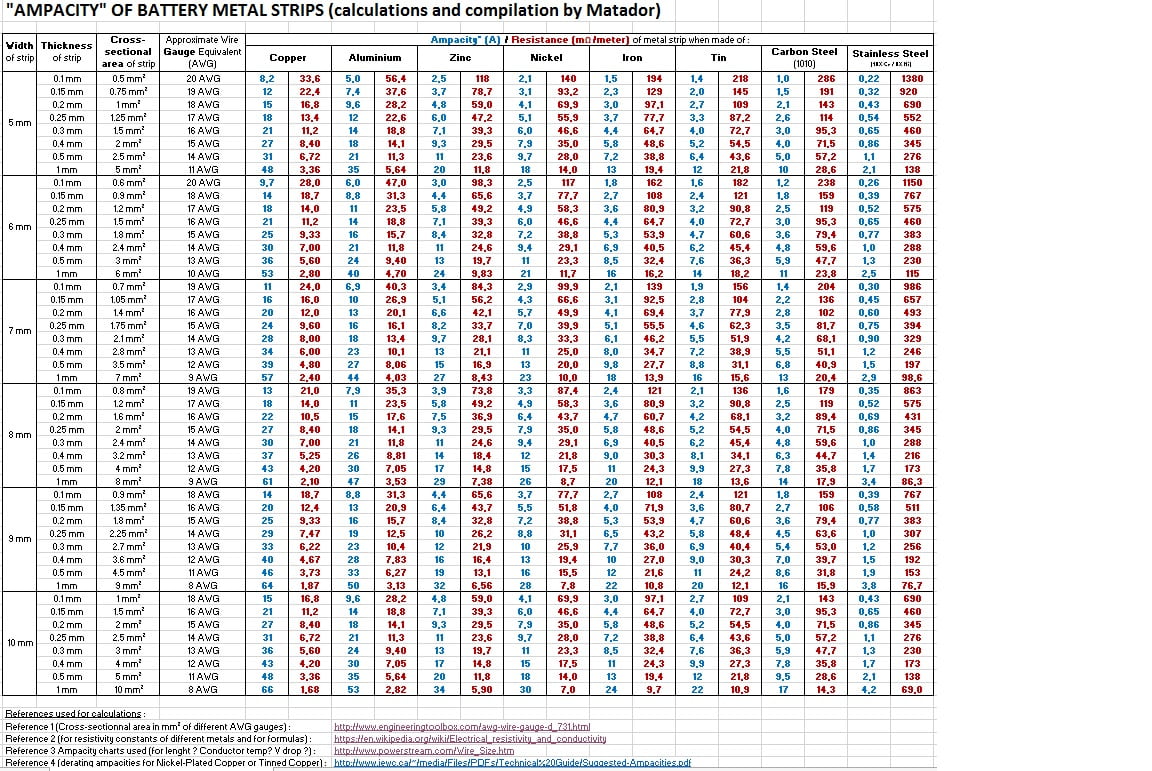 "AMPACITY" OF BATTERY METAL STRIPS (calculations and compilation by Matador)
Width of strip Thickness of strip Cross-sectional area of strip Approximate Wire Gauge Equivalent (AWG) Ampacity* (A) / Resistance (mΩ/meter) of metal strip when made of :
Copper Aluminium Zinc Nickel Iron Tin Carbon Steel (1010) Stainless Steel
5 mm
0.1 mm 0.5 mm² 20 AWG 8,2 33,6 5,0 56,4 2,5 118 2,1 140 1,5 194 1,4 218 1,0 286 0,22 1380
0.15 mm 0.75 mm² 19 AWG 12 22,4 7,4 37,6 3,7 78,7 3,1 93,2 2,3 129 2,0 145 1,5 191 0,32 920
0.2 mm 1 mm² 18 AWG 15 16,8 9,6 28,2 4,8 59,0 4,1 69,9 3,0 97,1 2,7 109 2,1 143 0,43 690
0.25 mm 1.25 mm² 17 AWG 18 13,4 12 22,6 6,0 47,2 5,1 55,9 3,7 77,7 3,3 87,2 2,6 114 0,54 552
0.3 mm 1.5 mm² 16 AWG 21 11,2 14 18,8 7,1 39,3 6,0 46,6 4,4 64,7 4,0 72,7 3,0 95,3 0,65 460
0.4 mm 2 mm² 15 AWG 27 8,40 18 14,1 9,3 29,5 7,9 35,0 5,8 48,6 5,2 54,5 4,0 71,5 0,86 345
0.5 mm 2.5 mm² 14 AWG 31 6,72 21 11,3 11 23,6 9,7 28,0 7,2 38,8 6,4 43,6 5,0 57,2 1,1 276
1 mm 5 mm² 11 AWG 48 3,36 35 5,64 20 11,8 18 14,0 13 19,4 12 21,8 10 28,6 2,1 138
6 mm
0.1 mm 0.6 mm² 20 AWG 9,7 28,0 6,0 47,0 3,0 98,3 2,5 117 1,8 162 1,6 182 1,2 238 0,26 1150
0.15 mm 0.9 mm² 18 AWG 14 18,7 8,8 31,3 4,4 65,6 3,7 77,7 2,7 108 2,4 121 1,8 159 0,39 767
0.2 mm 1.2 mm² 17 AWG 18 14,0 11 23,5 5,8 49,2 4,9 58,3 3,6 80,9 3,2 90,8 2,5 119 0,52 575
0.25 mm 1.5 mm² 16 AWG 21 11,2 14 18,8 7,1 39,3 6,0 46,6 4,4 64,7 4,0 72,7 3,0 95,3 0,65 460
0.3 mm 1.8 mm² 15 AWG 25 9,33 16 15,7 8,4 32,8 7,2 38,8 5,3 53,9 4,7 60,6 3,6 79,4 0,77 383
0.4 mm 2.4 mm² 14 AWG 30 7,00 21 11,8 11 24,6 9,4 29,1 6,9 40,5 6,2 45,4 4,8 59,6 1,0 288
0.5 mm 3 mm² 13 AWG 36 5,60 24 9,40 13 19,7 11 23,3 8,5 32,4 7,6 36,3 5,9 47,7 1,3 230
1 mm 6 mm² 10 AWG 53 2,80 40 4,70 24 9,83 21 11,7 16 16,2 14 18,2 11 23,8 2,5 115
7 mm
0.1 mm 0.7 mm² 19 AWG 11 24,0 6,9 40,3 3,4 84,3 2,9 99,9 2,1 139 1,9 156 1,4 204 0,30 986
0.15 mm 1.05 mm² 17 AWG 16 16,0 10 26,9 5,1 56,2 4,3 66,6 3,1 92,5 2,8 104 2,2 136 0,45 657
0.2 mm 1.4 mm² 16 AWG 20 12,0 13 20,1 6,6 42,1 5,7 49,9 4,1 69,4 3,7 77,9 2,8 102 0,60 493
0.25 mm 1.75 mm² 15 AWG 24 9,60 16 16,1 8,2 33,7 7,0 39,9 5,1 55,5 4,6 62,3 3,5 81,7 0,75 394
0.3 mm 2.1 mm² 14 AWG 28 8,00 18 13,4 9,7 28,1 8,3 33,3 6,1 46,2 5,5 51,9 4,2 68,1 0,90 329
0.4 mm 2.8 mm² 13 AWG 34 6,00 23 10,1 13 21,1 11 25,0 8,0 34,7 7,2 38,9 5,5 51,1 1,2 246
0.5 mm 3.5 mm² 12 AWG 39 4,80 27 8,06 15 16,9 13 20,0 9,8 27,7 8,8 31,1 6,8 40,9 1,5 197
1 mm 7 mm² 9 AWG 57 2,40 44 4,03 27 8,43 23 10,0 18 13,9 16 15,6 13 20,4 2,9 98,6
8 mm
0.1 mm 0.8 mm² 19 AWG 13 21,0 7,9 35,3 3,9 73,8 3,3 87,4 2,4 121 2,1 136 1,6 179 0,35 863
0.15 mm 1.2 mm² 17 AWG 18 14,0 11 23,5 5,8 49,2 4,9 58,3 3,6 80,9 3,2 90,8 2,5 119 0,52 575
0.2 mm 1.6 mm² 16 AWG 22 10,5 15 17,6 7,5 36,9 6,4 43,7 4,7 60,7 4,2 68,1 3,2 89,4 0,69 431
0.25 mm 2 mm² 15 AWG 27 8,40 18 14,1 9,3 29,5 7,9 35,0 5,8 48,6 5,2 54,5 4,0 71,5 0,86 345
0.3 mm 2.4 mm² 14 AWG 30 7,00 21 11,8 11 24,6 9,4 29,1 6,9 40,5 6,2 45,4 4,8 59,6 1,0 288
0.4 mm 3.2 mm² 13 AWG 37 5,25 26 8,81 14 18,4 12 21,8 9,0 30,3 8,1 34,1 6,3 44,7 1,4 216
0.5 mm 4 mm² 12 AWG 43 4,20 30 7,05 17 14,8 15 17,5 11 24,3 9,9 27,3 7,8 35,8 1,7 173
1 mm 8 mm² 9 AWG 61 2,10 47 3,53 29 7,38 26 8,7 20 12,1 18 13,6 14 17,9 3,4 86,3
9 mm
0.1 mm 0.9 mm² 18 AWG 14 18,7 8,8 31,3 4,4 65,6 3,7 77,7 2,7 108 2,4 121 1,8 159 0,39 767
0.15 mm 1.35 mm² 16 AWG 20 12,4 13 20,9 6,4 43,7 5,5 51,8 4,0 71,9 3,6 80,7 2,7 106 0,58 511
0.2 mm 1.8 mm² 15 AWG 25 9,33 16 15,7 8,4 32,8 7,2 38,8 5,3 53,9 4,7 60,6 3,6 79,4 0,77 383
0.25 mm 2.25 mm² 14 AWG 29 7,47 19 12,5 10 26,2 8,8 31,1 6,5 43,2 5,8 48,4 4,5 63,6 1,0 307
0.3 mm 2.7 mm² 13 AWG 33 6,22 23 10,4 12 21,9 10 25,9 7,7 36,0 6,9 40,4 5,4 53,0 1,2 256
0.4 mm 3.6 mm² 12 AWG 40 4,67 28 7,83 16 16,4 13 19,4 10 27,0 9,0 30,3 7,0 39,7 1,5 192
0.5 mm 4.5 mm² 11 AWG 46 3,73 33 6,27 19 13,1 16 15,5 12 21,6 11 24,2 8,6 31,8 1,9 153
1 mm 9 mm² 8 AWG 64 1,87 50 3,13 32 6,56 28 7,8 22 10,8 20 12,1 16 15,9 3,8 76,7
10 mm
0.1 mm 1 mm² 18 AWG 15 16,8 9,6 28,2 4,8 59,0 4,1 69,9 3,0 97,1 2,7 109 2,1 143 0,43 690
0.15 mm 1.5 mm² 16 AWG 21 11,2 14 18,8 7,1 39,3 6,0 46,6 4,4 64,7 4,0 72,7 3,0 95,3 0,65 460
0.2 mm 2 mm² 15 AWG 27 8,40 18 14,1 9,3 29,5 7,9 35,0 5,8 48,6 5,2 54,5 4,0 71,5 0,86 345
0.25 mm 2.5 mm² 14 AWG 31 6,72 21 11,3 11 23,6 9,7 28,0 7,2 38,8 6,4 43,6 5,0 57,2 1,1 276
0.3 mm 3 mm² 13 AWG 36 5,60 24 9,40 13 19,7 11 23,3 8,5 32,4 7,6 36,3 5,9 47,7 1,3 230
0.4 mm 4 mm² 12 AWG 43 4,20 30 7,05 17 14,8 15 17,5 11 24,3 9,9 27,3 7,8 35,8 1,7 173
0.5 mm 5 mm² 11 AWG 48 3,36 35 5,64 20 11,8 18 14,0 13 19,4 12 21,8 9,5 28,6 2,1 138
1 mm 10 mm² 8 AWG 66 1,68 53 2,82 34 5,90 30 7,0 24 9,7 22 10,9 17 14,3 4,2 69,0
References used for calculations :
Reference 1 (Cross-sectionnal area in mm² of different AWG gauges) : http://www.engineeringtoolbox.com/awg-wire-gauge-d_731.html
Reference 2 (for resistivity constants of different metals and for formulas) : https://en.wikipedia.org/wiki/Electrical_resistivity_and_conductivity
Reference 3 Ampacity charts used (for lenght ? Conductor temp? V drop ?) : http://www.powerstream.com/Wire_Size.htm
Reference 4 (derating ampacities for Nickel-Plated Copper or Tinned Copper) : http://www.iewc.ca/~/media/Files/PDFs/Technical%20Guide/Suggested-Ampacities.pdf